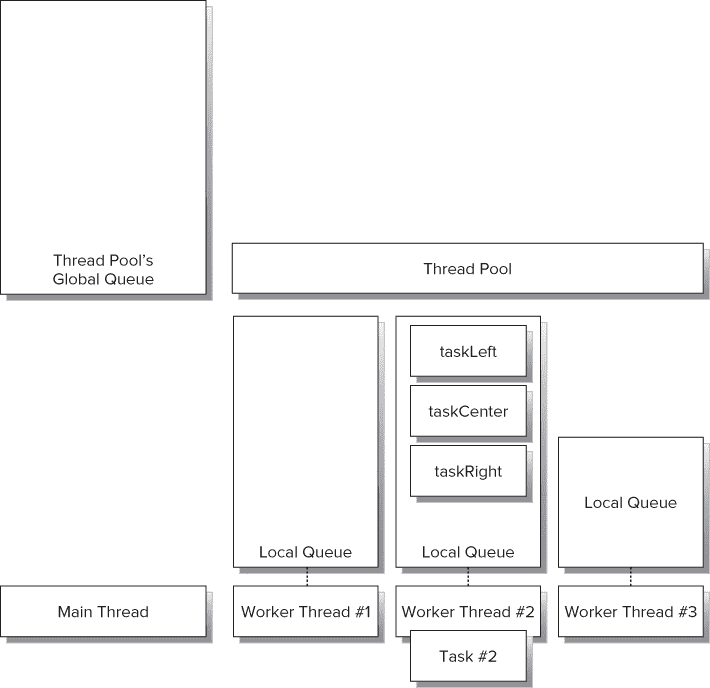 Thread Pool's
Global Queue
Thread Pool
taskLeft
taskCenter
taskRight
Local Queue
Local Queue
Local Queue
Main Thread
Worker Thread #1
Worker Thread #2
Worker Thread #3
Task #2